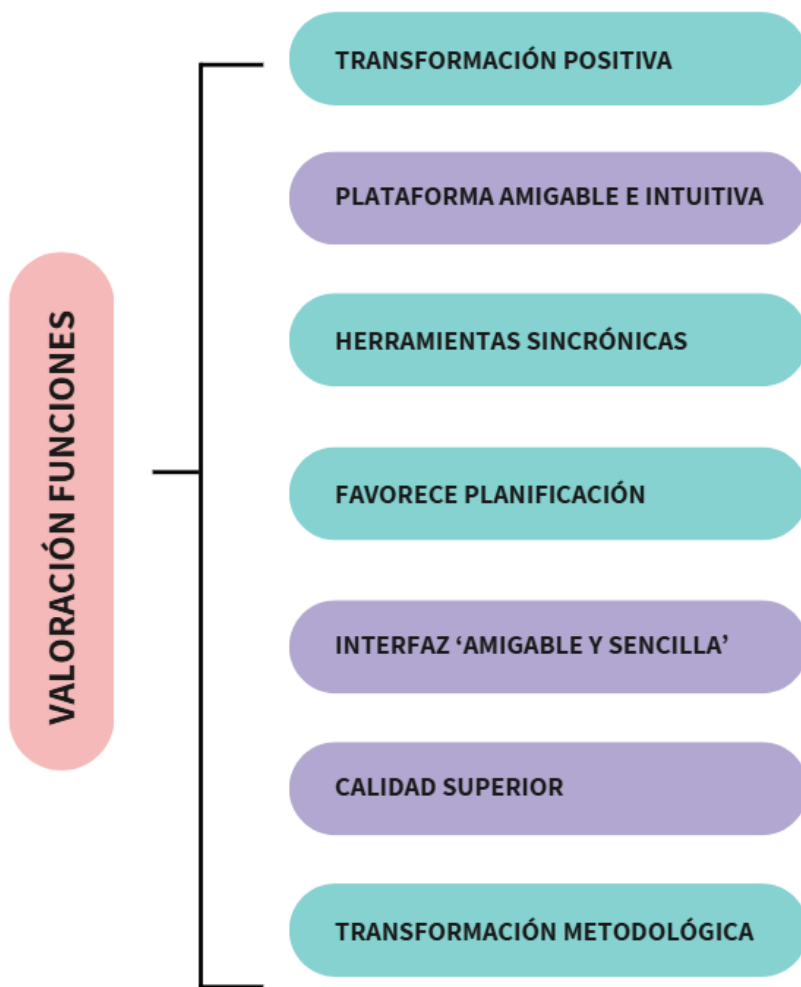 VALORACIÓN FUNCIONES
TRANSFORMACIÓN POSITIVA
PLATAFORMA AMIGABLE E INTUITIVA
HERRAMIENTAS SINCRÓNICAS
FAVORECE PLANIFICACIÓN
INTERFAZ ‘AMIGABLE Y SENCILLA’
CALIDAD SUPERIOR
TRANSFORMACIÓN METODOLÓGICA